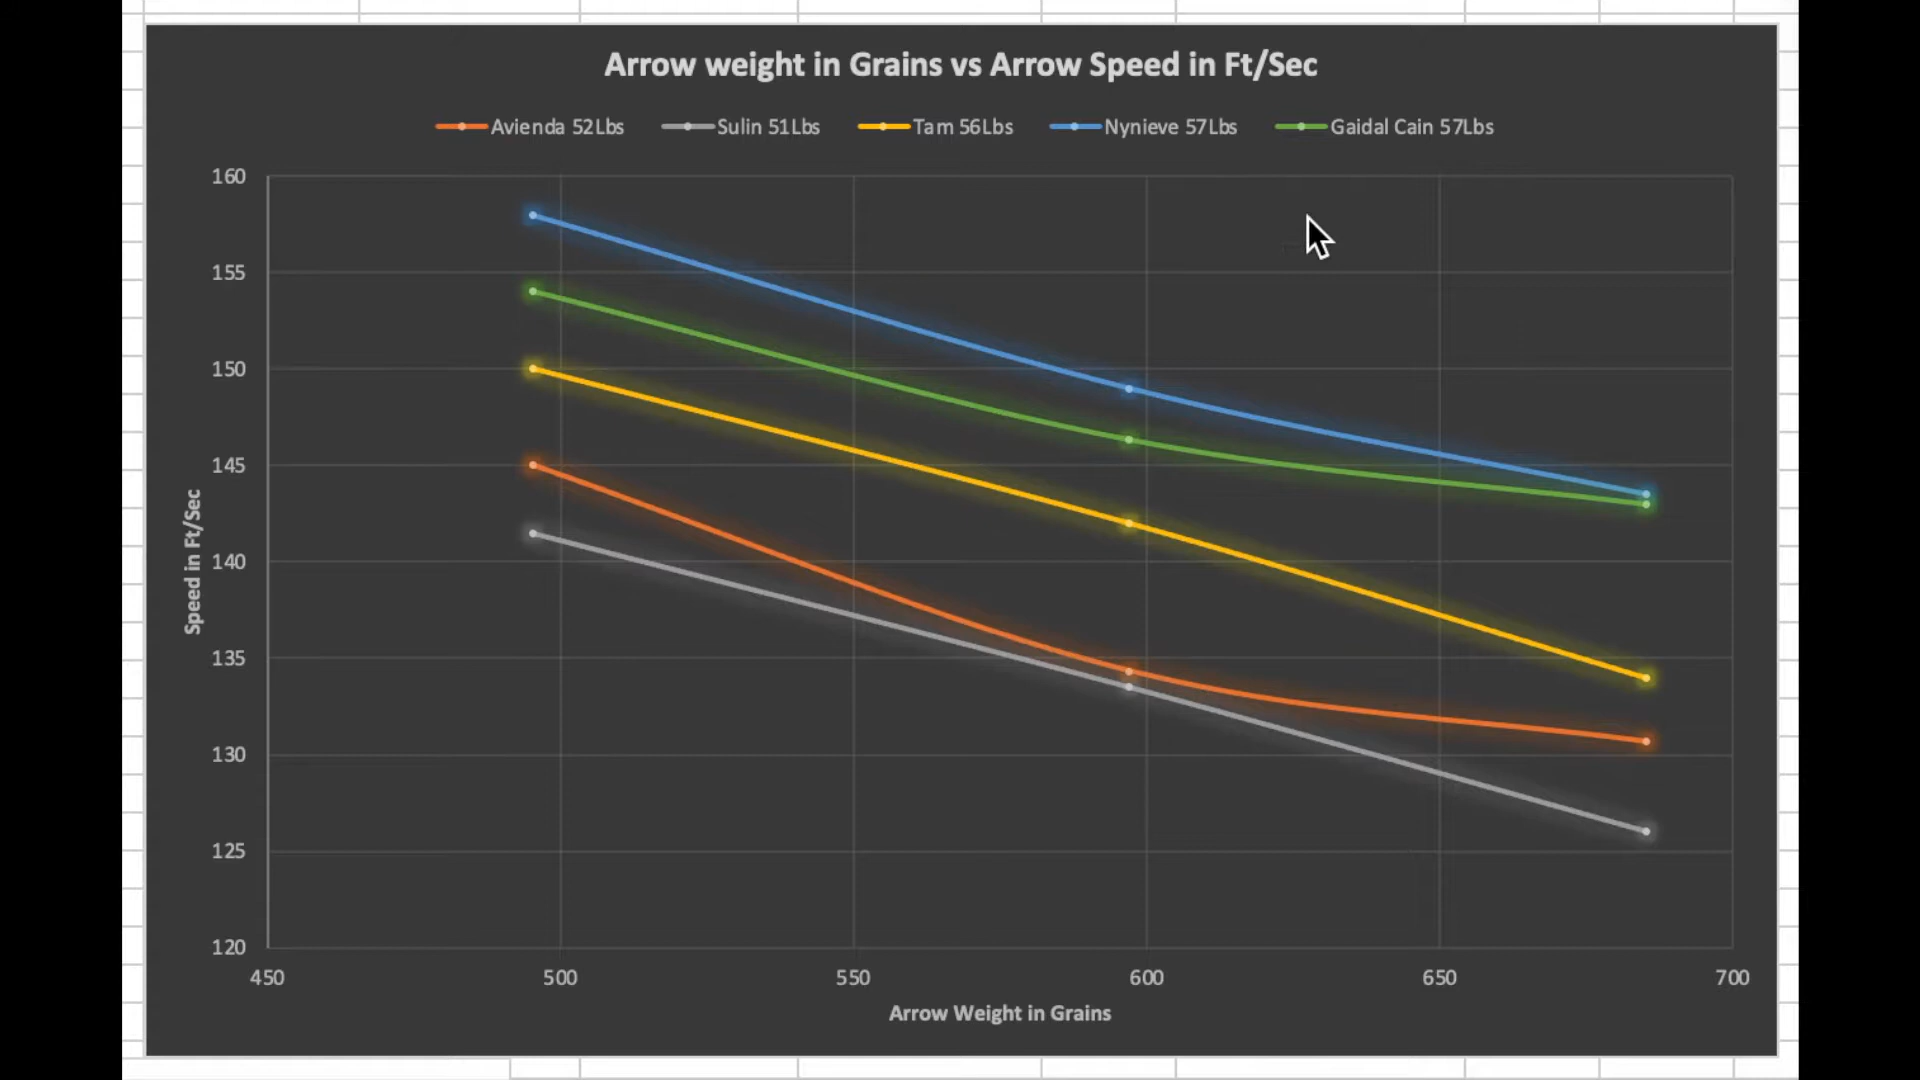 Arrow weight in Grains vs Arrow Speed in Ft/Sec
Avienda 52Lbs Sulin 51Lbs Tam 56Lbs Nynieve 57Lbs Gaidal Cain 57Lbs
160
155
150
145
140
135
130
125
120
Speed in Ft/Sec
450 500 550 600 650 700
Arrow Weight in Grains